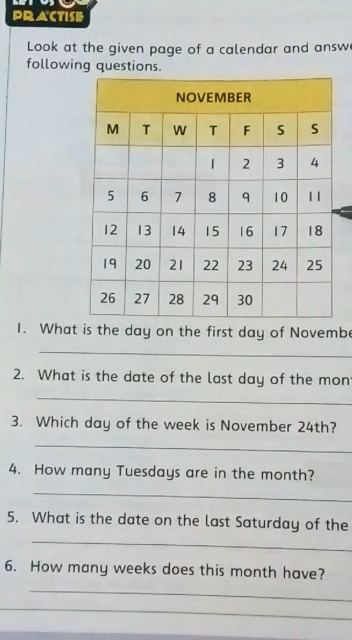 LET US
PRACTISE
Look at the given page of a calendar and
following questions.
NOVEMBER
M T W T F S S
1 2 3 4
5 6 7 8 9 10 11
12 13 14 15 16 17 18
19 20 21 22 23 24 25
26 27 28 29 30
1. What is the day on the first day of
2. What is the date of the last day of the
3. Which day of the week is November 24th?
4. How many Tuesdays are in the month?
5. What is the date on the last Saturday of the
6. How many weeks does this month have?